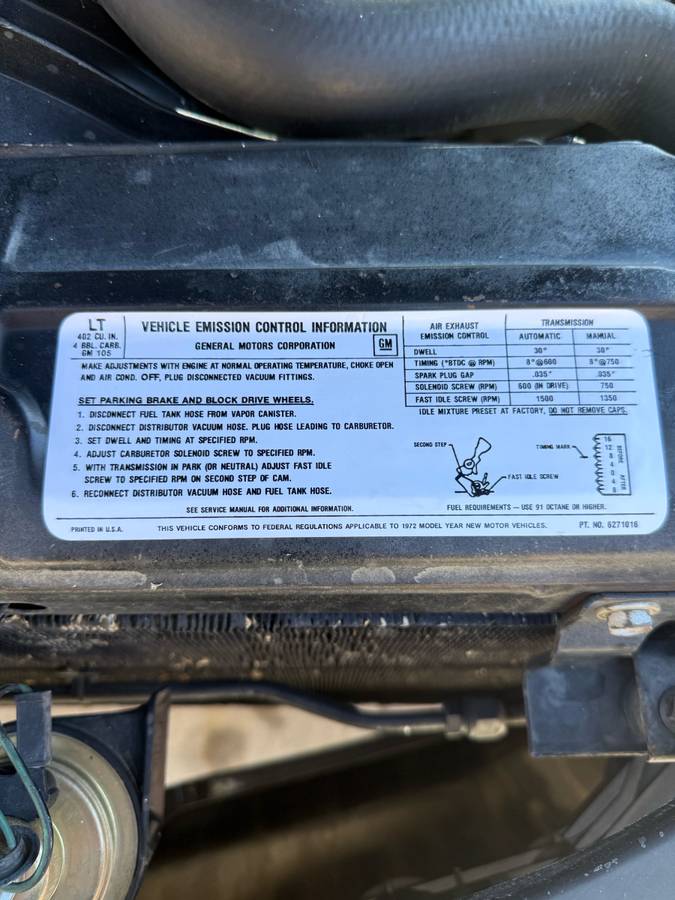 LT
402 CU. IN.
4 BBL. CARB.
GM 105
VEHICLE EMISSION CONTROL INFORMATION
GENERAL MOTORS CORPORATION
GM
MAKE ADJUSTMENTS WITH ENGINE AT NORMAL OPERATING TEMPERATURE, CHOKE OPEN
AND AIR COND. OFF, PLUG DISCONNECTED VACUUM FITTINGS.
SET PARKING BRAKE AND BLOCK DRIVE WHEELS.
1. DISCONNECT FUEL TANK HOSE FROM VAPOR CANISTER.
2. DISCONNECT DISTRIBUTOR VACUUM HOSE. PLUG HOSE LEADING TO CARBURETOR.
3. SET DWELL AND TIMING AT SPECIFIED RPM.
4. ADJUST CARBURETOR SOLENOID SCREW TO SPECIFIED RPM.
5. WITH TRANSMISSION IN PARK (OR NEUTRAL) ADJUST FAST IDLE
SCREW TO SPECIFIED RPM ON SECOND STEP OF CAM.
6. RECONNECT DISTRIBUTOR VACUUM HOSE AND FUEL TANK HOSE.
SEE SERVICE MANUAL FOR ADDITIONAL INFORMATION.
AIR EXHAUST EMISSION CONTROL
TRANSMISSION
AUTOMATIC MANUAL
DWELL 30° 30°
TIMING (°BTDC @ RPM) 8°@600 8°@750
SPARK PLUG GAP .035" .035"
SOLENOID SCREW (RPM) 600 (IN DRIVE) 750
FAST IDLE SCREW (RPM) 1500 1350
IDLE MIXTURE PRESET AT FACTORY, DO NOT REMOVE CAPS.
SECOND STEP
FAST IDLE SCREW
TIMING MARK
16
12
8
4
0
4
8
BEFORE
AFTER
FUEL REQUIREMENTS – USE 91 OCTANE OR HIGHER.
PRINTED IN U.S.A. THIS VEHICLE CONFORMS TO FEDERAL REGULATIONS APPLICABLE TO 1972 MODEL YEAR NEW MOTOR VEHICLES. PT. NO. 6271016